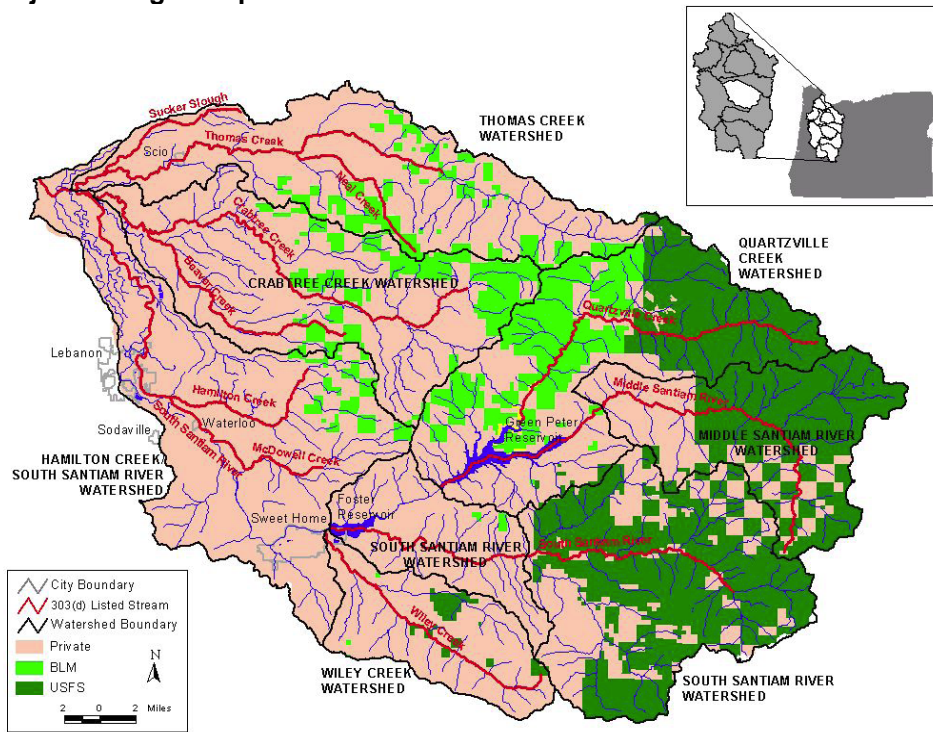 Sucker Slough
THOMAS CREEK
WATERSHED
Thomas Creek
Scio
Neal Creek
Crabtree Creek
QUARTZVILLE
CREEK
WATERSHED
Beaver Creek
CRABTREE CREEK WATERSHED
Quartzville Creek
Lebanon
Middle Santiam River
Hamilton Creek
Waterloo
Green Peter
Reservoir
Sodaville
South Santiam River
MIDDLE SANTIAM RIVER
WATERSHED
McDowell Creek
HAMILTON CREEK/
SOUTH SANTIAM RIVER
WATERSHED
Foster
Reservoir
Sweet Home
SOUTH SANTIAM RIVER
WATERSHED
South Santiam River
Wiley Creek
WILEY CREEK
WATERSHED
SOUTH SANTIAM RIVER
WATERSHED
City Boundary
303(d) Listed Stream
Watershed Boundary
Private
BLM
USFS
N
2 0 2 Miles